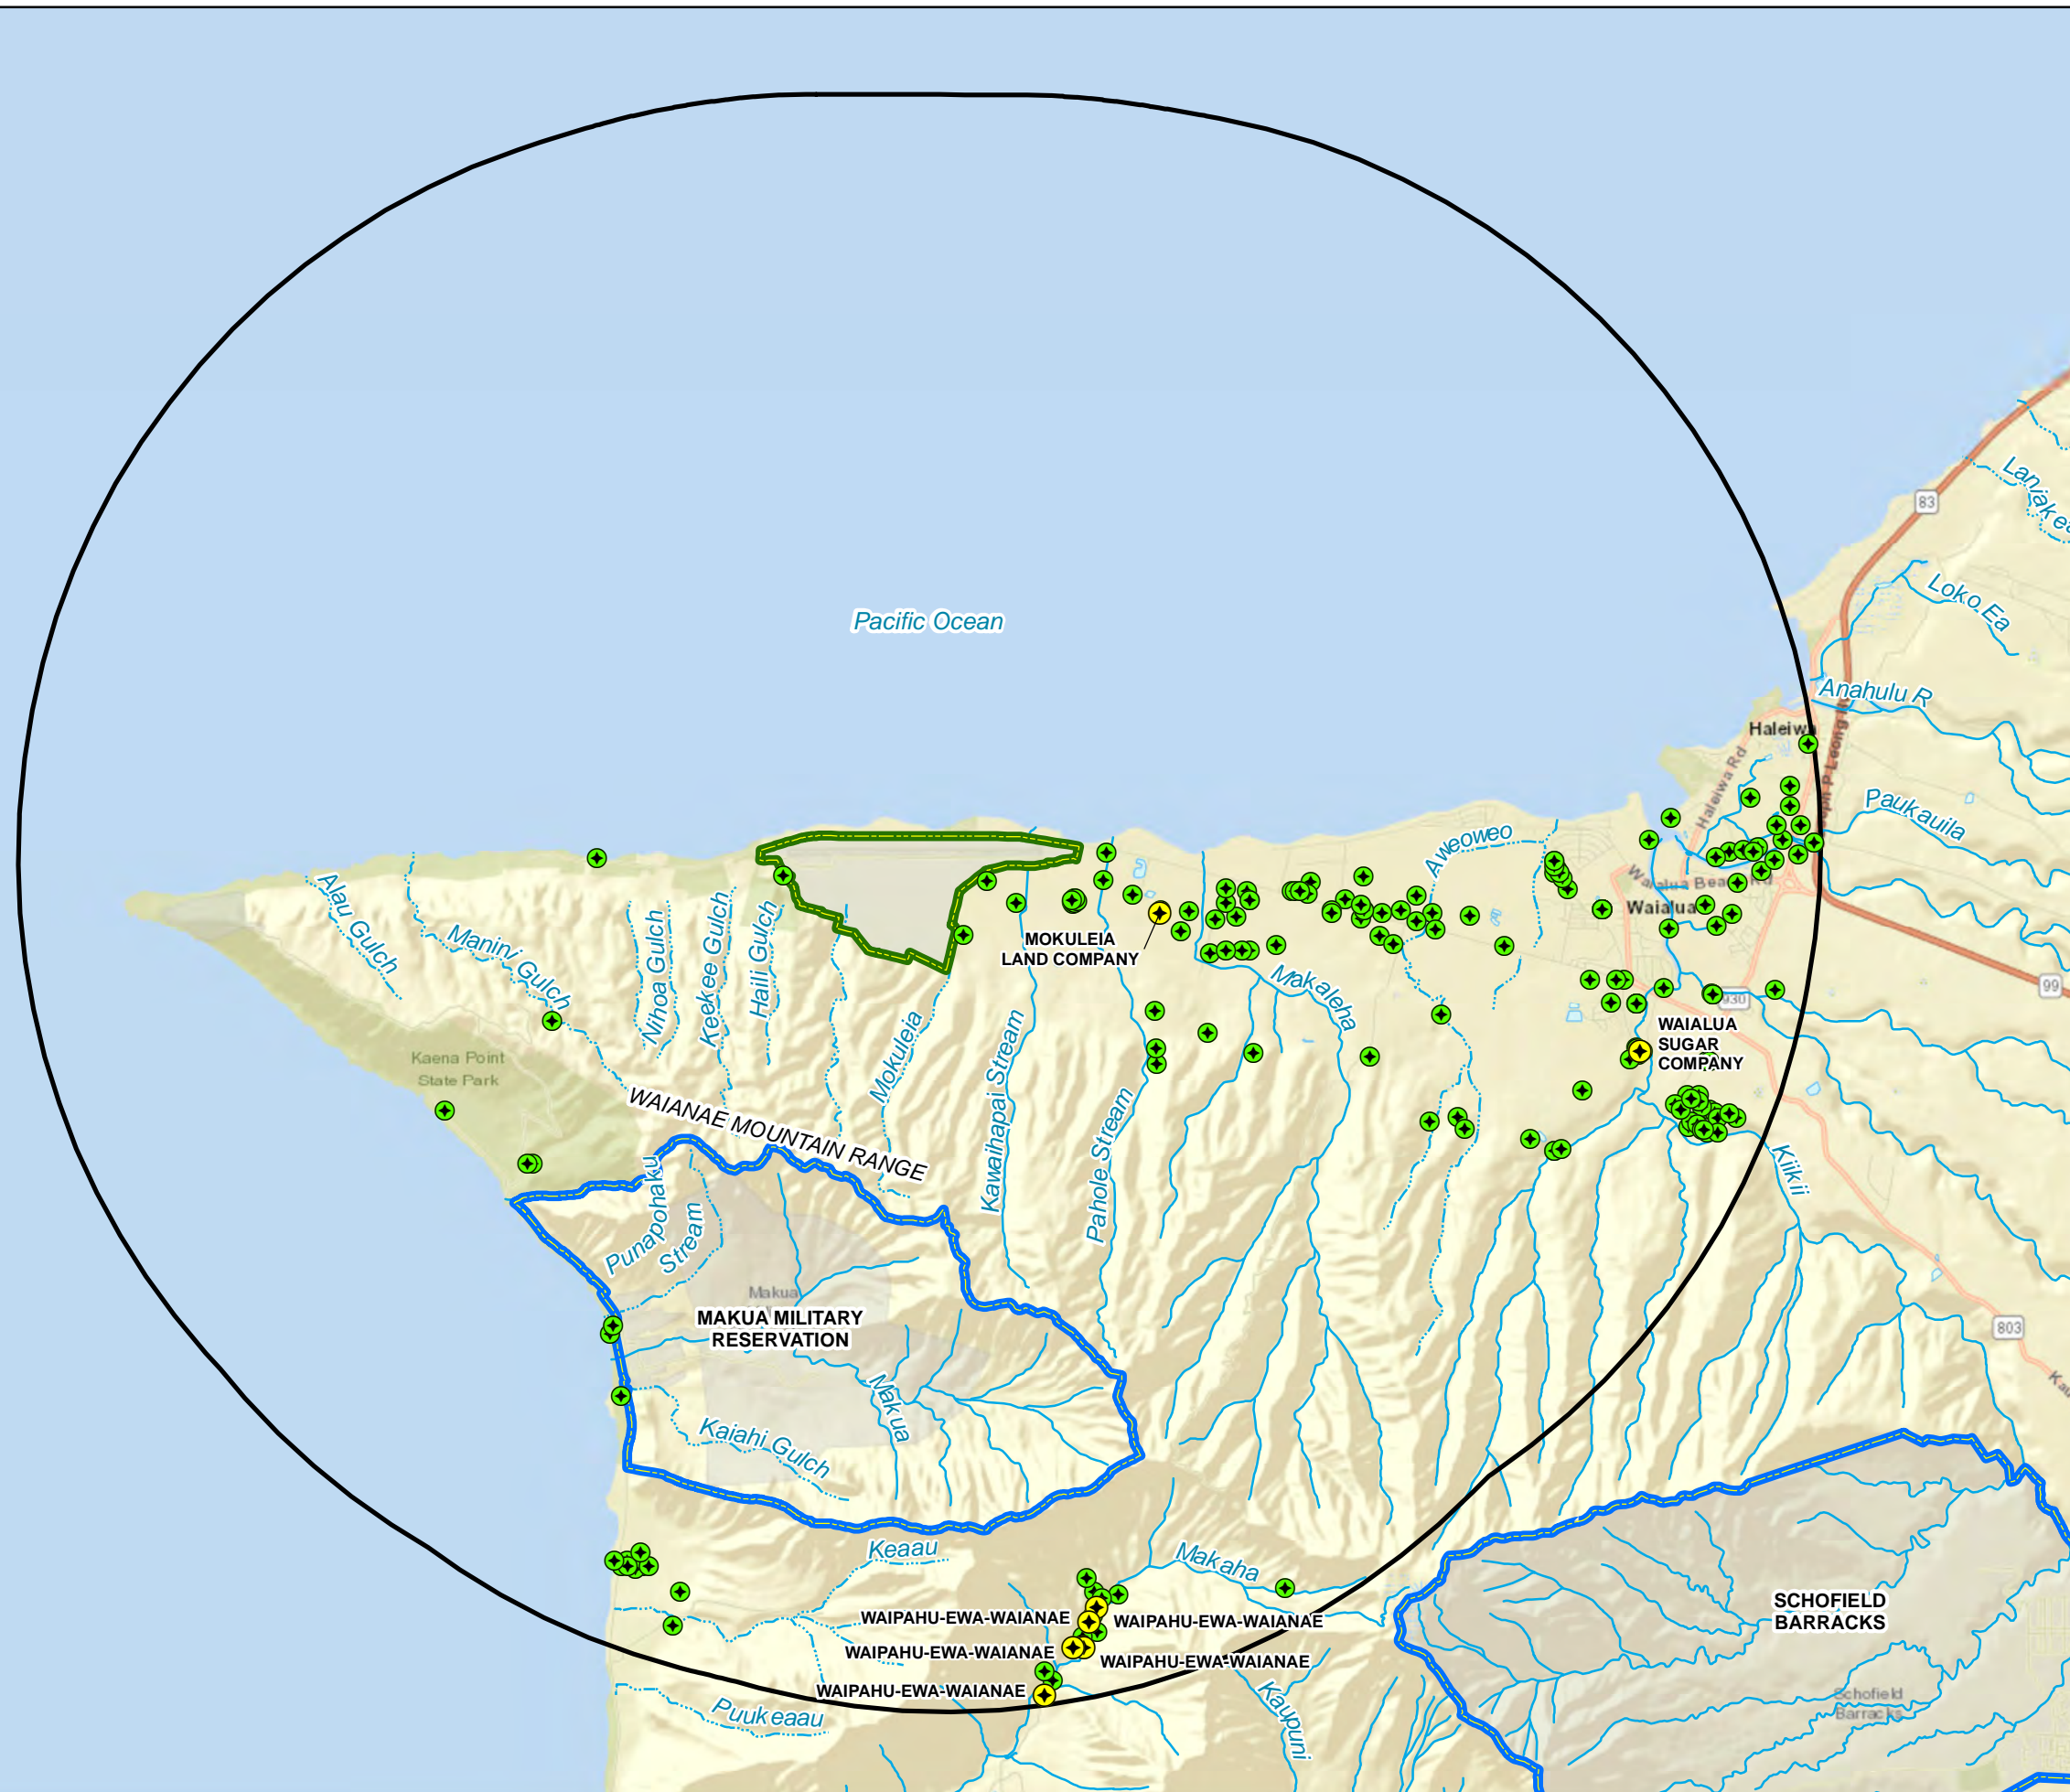 83
Laniakea
Loko Ea
Pacific Ocean
Anahulu R
Haleiwa
Haleiwa Rd
Paukauila
Aweoweo
Waialua Beach Rd
Waialua
Alau Gulch
Manini Gulch
Nihoa Gulch
Keekee Gulch
Haili Gulch
MOKULEIA
LAND COMPANY
Makaleha
99
930
WAIALUA
SUGAR
COMPANY
Kaena Point
State Park
Mokuleia
Kawaihapai Stream
Pahole Stream
WAIANAE MOUNTAIN RANGE
Kiikii
Punapohaku
Stream
Makua
MAKUA MILITARY
RESERVATION
803
Makua
Kaiahi Gulch
Keaau
Makaha
WAIPAHU-EWA-WAIANAE
WAIPAHU-EWA-WAIANAE
WAIPAHU-EWA-WAIANAE
WAIPAHU-EWA-WAIANAE
WAIPAHU-EWA-WAIANAE
SCHOFIELD
BARRACKS
Puukeaau
Kaupuni
Schofield
Barracks